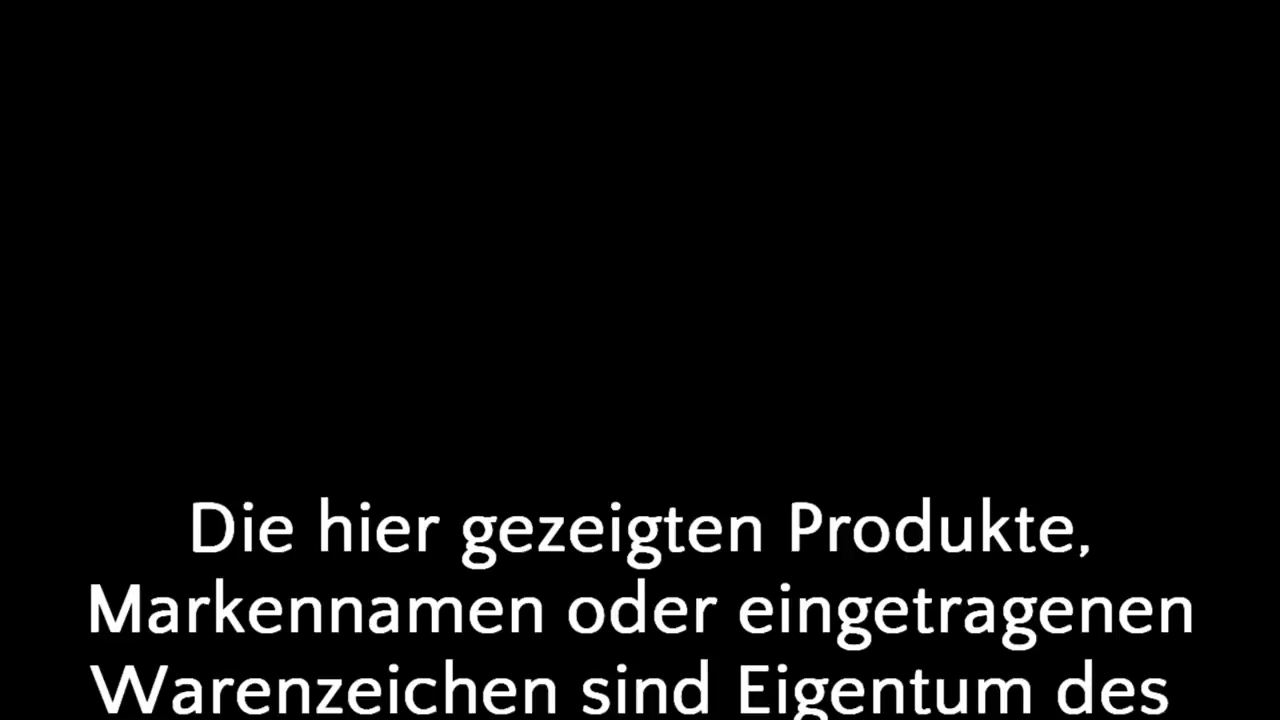 Die hier gezeigten Produkte,
Markennamen oder eingetragenen
Warenzeichen sind Eigentum des